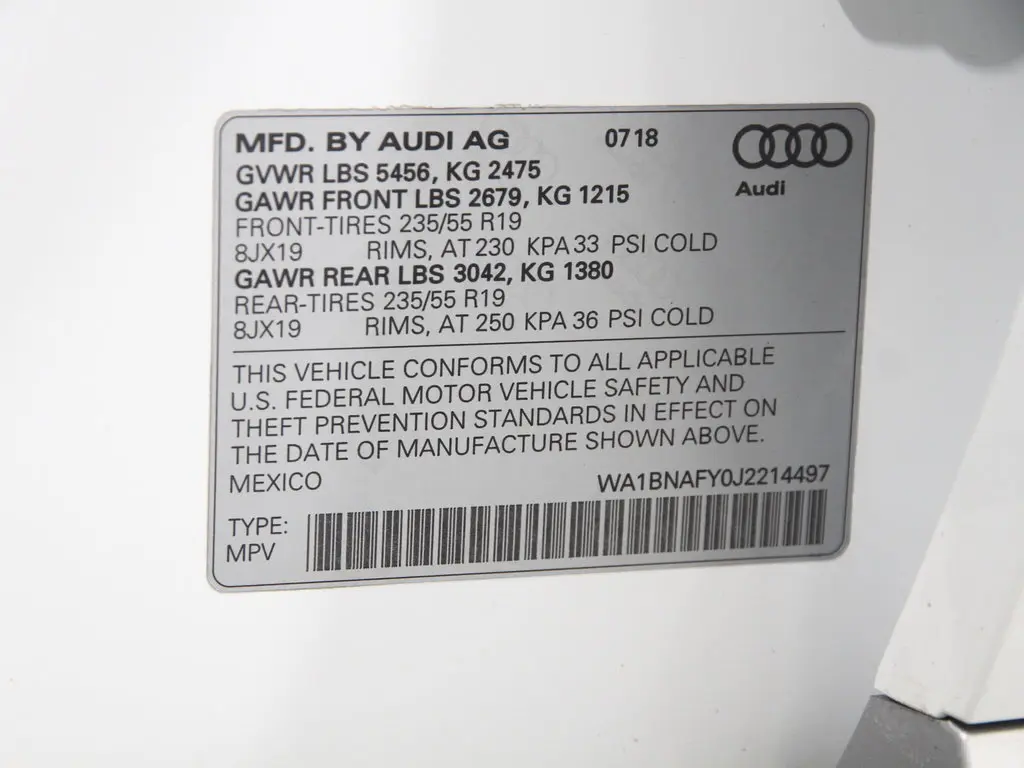 MFD. BY AUDI AG 0718
Audi
GVWR LBS 5456, KG 2475
GAWR FRONT LBS 2679, KG 1215
FRONT-TIRES 235/55 R19
8JX19 RIMS, AT 230 KPA 33 PSI COLD
GAWR REAR LBS 3042, KG 1380
REAR-TIRES 235/55 R19
8JX19 RIMS, AT 250 KPA 36 PSI COLD
THIS VEHICLE CONFORMS TO ALL APPLICABLE
U.S. FEDERAL MOTOR VEHICLE SAFETY AND
THEFT PREVENTION STANDARDS IN EFFECT ON
THE DATE OF MANUFACTURE SHOWN ABOVE.
MEXICO WA1BNAFY0J2214497
TYPE:
MPV